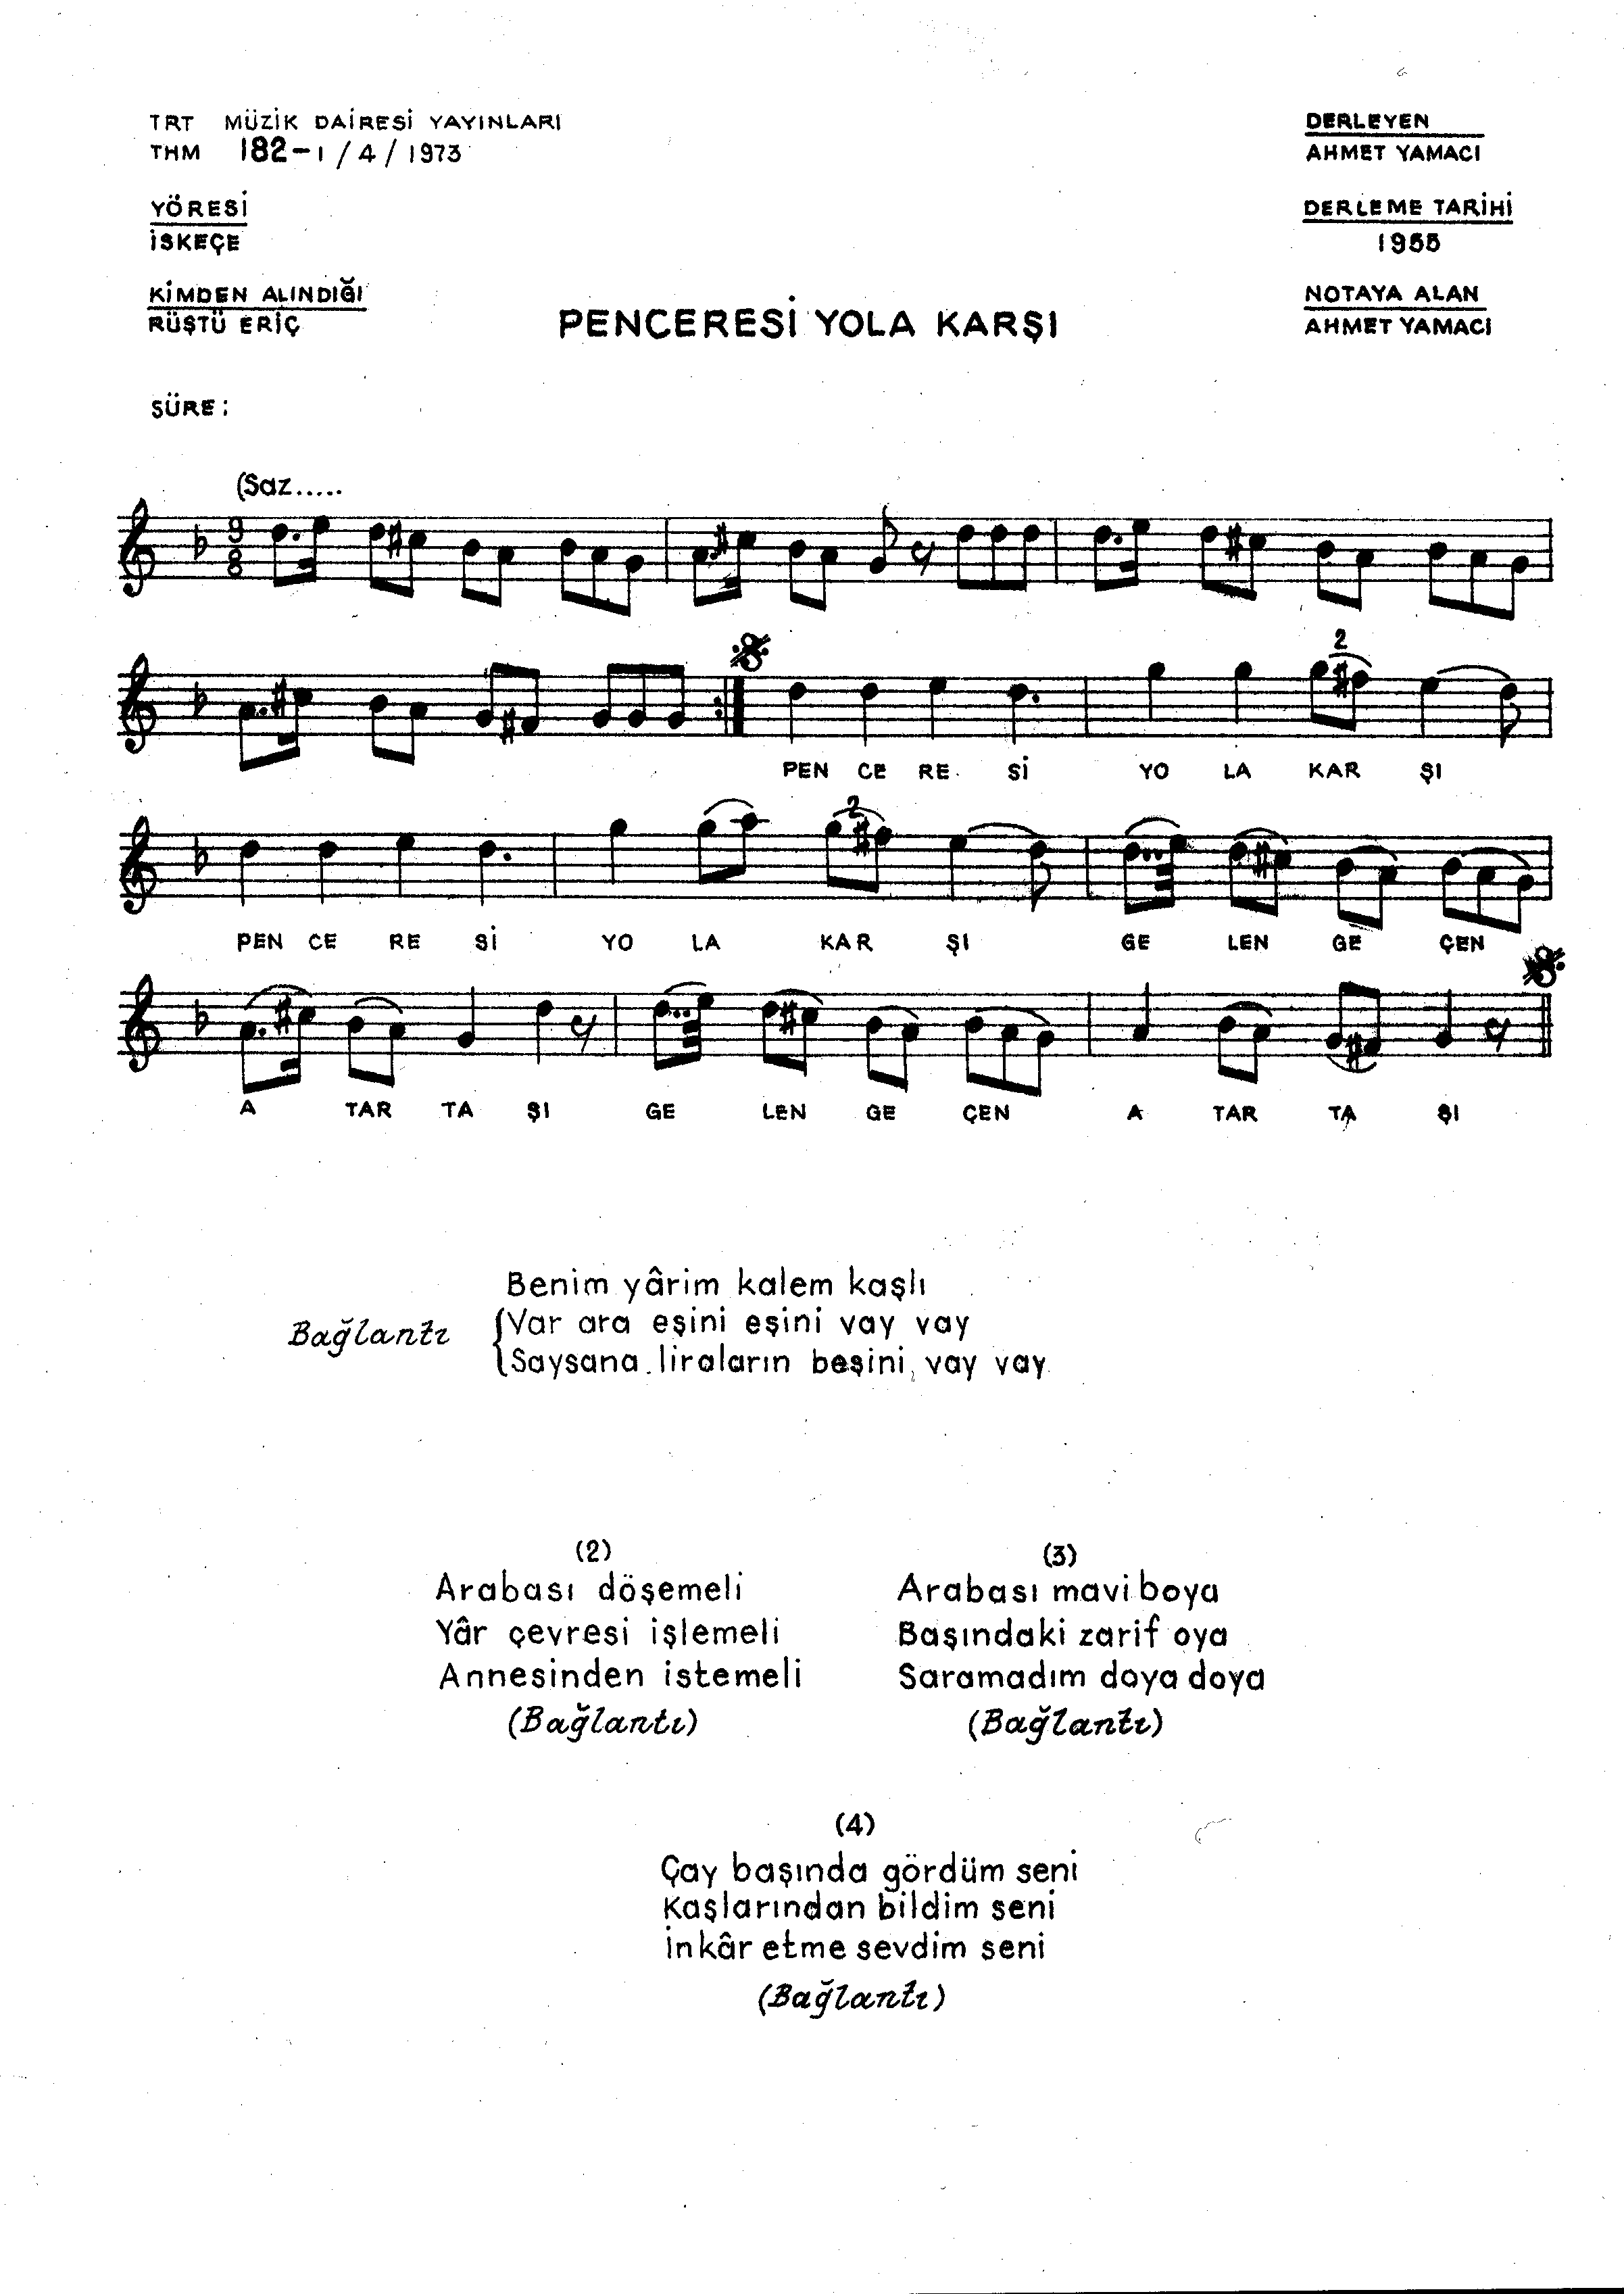 TRT MÜZİK DAİRESİ YAYINLARI
THM 182-1/4/1973
YÖRESİ
İSKEÇE
KİMDEN ALINDIĞI
RÜŞTÜ ERİÇ
PENCERESİ YOLA KARŞI
DERLEYEN
AHMET YAMACI
DERLEME TARİHİ
1955
NOTAYA ALAN
AHMET YAMACI
SÜRE:
(Saz.....
9
8
2
PEN CE RE Sİ YO LA KAR ŞI
2
PEN CE RE Sİ YO LA KAR ŞI GE LEN GE ÇEN
A TAR TA ŞI GE LEN GE ÇEN A TAR TA ŞI
Benim yârim kalem kaşlı
Bağlantı {Var ara eşini eşini vay vay
Saysana liraların beşini vay vay
(2)
Arabası döşemeli
Yâr çevresi işlemeli
Annesinden istemeli
(Bağlantı)
(3)
Arabası mavi boya
Başındaki zarif oya
Saramadım doya doya
(Bağlantı)
(4)
Çay başında gördüm seni
Kaşlarından bildim seni
İnkâr etme sevdim seni
(Bağlantı)